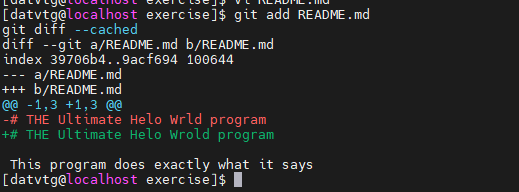 [datvtg@localhost exercise]$ vi README.md
[datvtg@localhost exercise]$ git add README.md
git diff --cached
diff --git a/README.md b/README.md
index 39706b4..9acf694 100644
--- a/README.md
+++ b/README.md
@@ -1,3 +1,3 @@
-# THE Ultimate Helo Wrld program
+# THE Ultimate Helo Wrold program
 This program does exactly what it says
[datvtg@localhost exercise]$